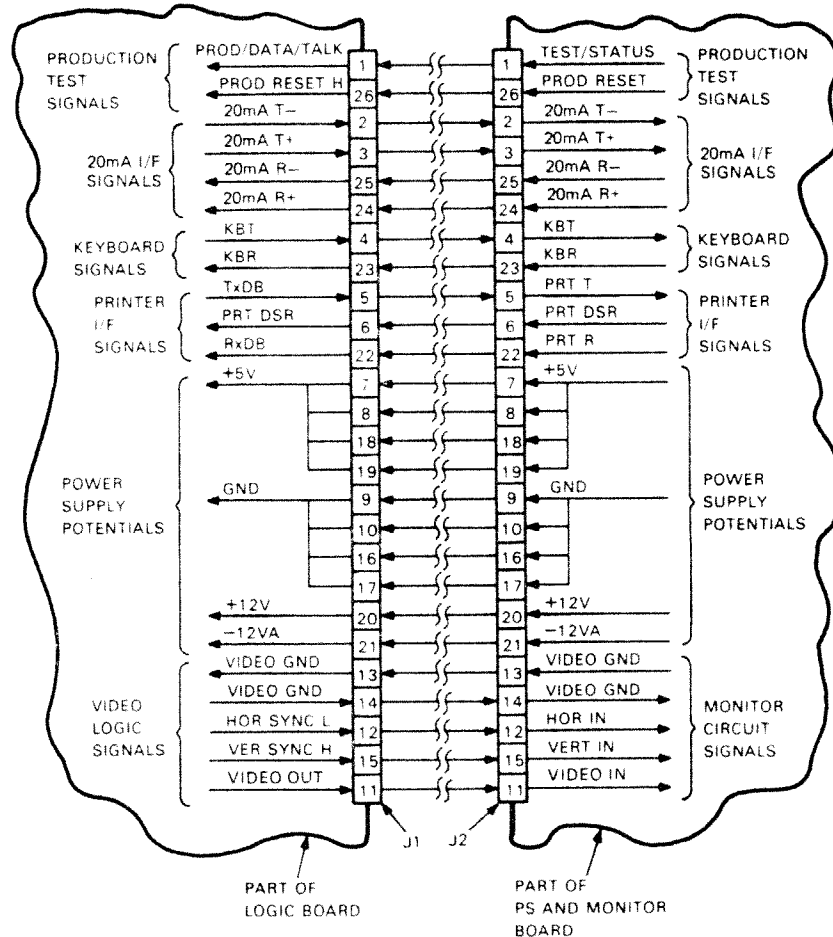 PROD/DATA/TALK 1 1 TEST/STATUS
PRODUCTION TEST SIGNALS
PRODUCTION TEST SIGNALS
PROD RESET H 26 26 PROD RESET
20mA T− 2 2 20mA T−
20mA T+ 3 3 20mA T+
20mA I/F SIGNALS
20mA I/F SIGNALS
20mA R− 25 25 20mA R−
20mA R+ 24 24 20mA R+
KBT 4 4 KBT
KEYBOARD SIGNALS
KEYBOARD SIGNALS
KBR 23 23 KBR
TxDB 5 5 PRT T
PRINTER I/F SIGNALS
PRINTER I/F SIGNALS
PRT DSR 6 6 PRT DSR
RxDB 22 22 PRT R
+5V 7 7 +5V
8 8
18 18
19 19
POWER SUPPLY POTENTIALS
POWER SUPPLY POTENTIALS
GND 9 9 GND
10 10
16 16
17 17
+12V 20 20 +12V
−12VA 21 21 −12VA
VIDEO GND 13 13 VIDEO GND
VIDEO GND 14 14 VIDEO GND
VIDEO LOGIC SIGNALS
MONITOR CIRCUIT SIGNALS
HOR SYNC L 12 12 HOR IN
VER SYNC H 15 15 VERT IN
VIDEO OUT 11 11 VIDEO IN
J1 J2
PART OF LOGIC BOARD
PART OF PS AND MONITOR BOARD